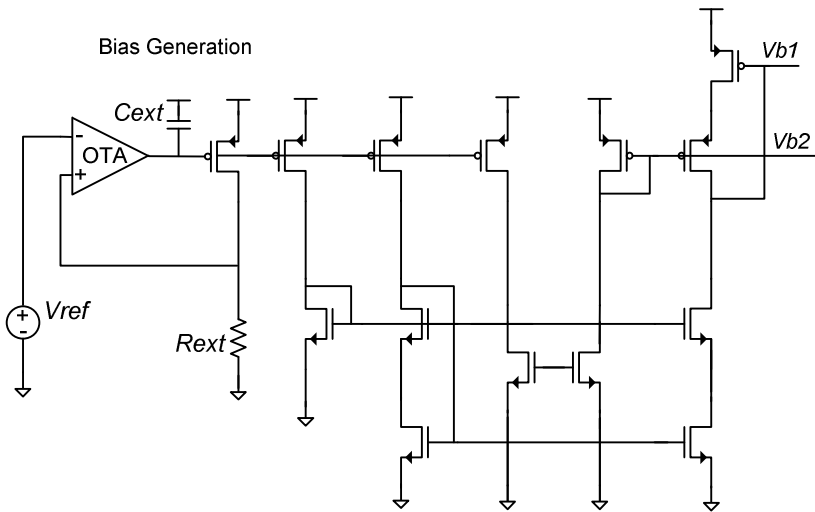 Bias Generation
Vb1
Cext
-
OTA
+
Vb2
+
-
Vref
Rext